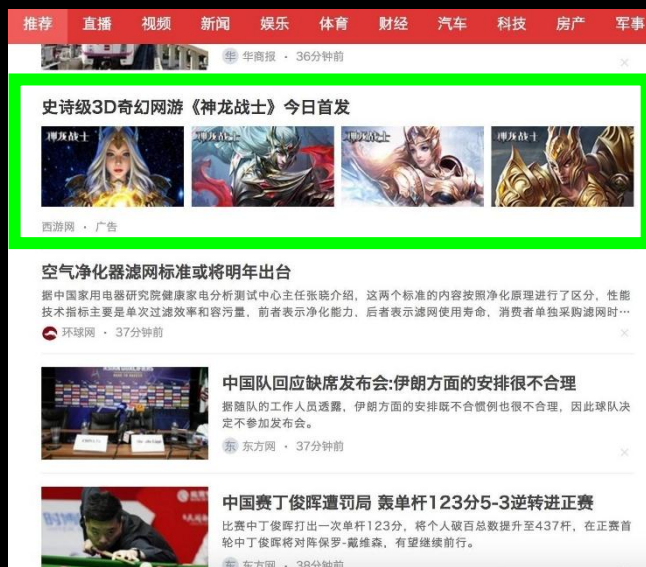 推荐 直播 视频 新闻 娱乐 体育 财经 汽车 科技 房产 军事
华 华商报 · 36分钟前
史诗级3D奇幻网游《神龙战士》今日首发
神龙战士 神龙战士 神龙战士 神龙战士
西游网 · 广告
空气净化器滤网标准或将明年出台
据中国家用电器研究院健康家电分析测试中心主任张晓介绍，这两个标准的内容按照净化原理进行了区分，性能
技术指标主要是单次过滤效率和容污量，前者表示净化能力，后者表示滤网使用寿命，消费者单独采购滤网时…
环球网 · 37分钟前
中国队回应缺席发布会:伊朗方面的安排很不合理
据随队的工作人员透露，伊朗方面的安排既不合惯例也很不合理，因此球队决
定不参加发布会。
东 东方网 · 37分钟前
中国赛丁俊晖遭罚局 轰单杆123分5-3逆转进正赛
比赛中丁俊晖打出一次单杆123分，将个人破百总数提升至437杆，在正赛首
轮中丁俊晖将对阵保罗-戴维森，有望继续前行。
东 东方网 · 38分钟前